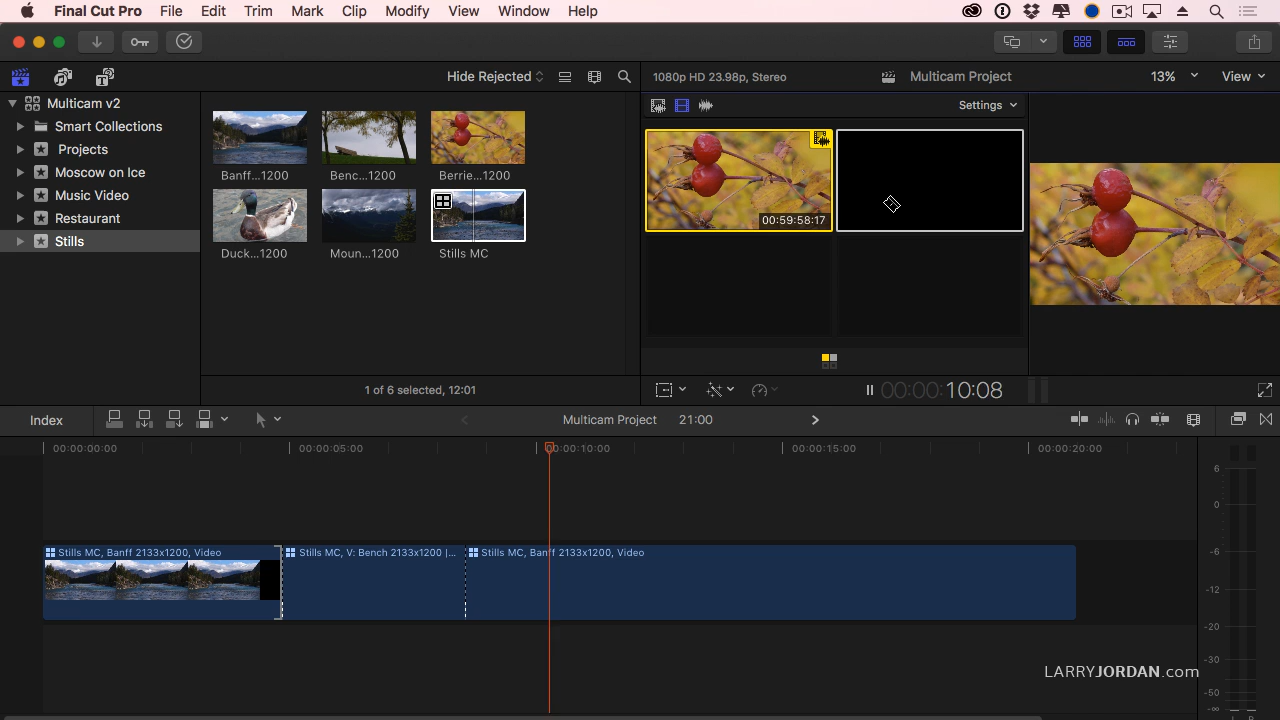 Final Cut Pro File Edit Trim Mark Clip Modify View Window Help
Hide Rejected
1080p HD 23.98p, Stereo
Multicam Project
13%
View
Multicam v2
Smart Collections
Projects
Moscow on Ice
Music Video
Restaurant
Stills
Settings
Banff...1200
Benc...1200
Berrie...1200
Duck...1200
Moun...1200
Stills MC
00:59:58:17
1 of 6 selected, 12:01
00:00:10:08
Index
Multicam Project
21:00
00:00:00:00
00:00:05:00
00:00:10:00
00:00:15:00
00:00:20:00
Stills MC, Banff 2133x1200, Video
Stills MC, V: Bench 2133x1200 |...
Stills MC, Banff 2133x1200, Video
6
0
-6
-12
-20
-30
-50
-∞
LARRYJORDAN.com